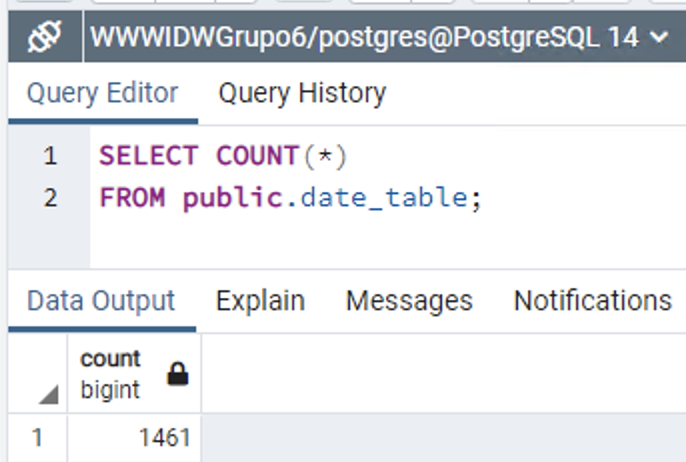 WWWIDWGrupo6/postgres@PostgreSQL 14
Query Editor Query History
1 SELECT COUNT(*)
2 FROM public.date_table;
Data Output Explain Messages Notifications
count
bigint
1 1461